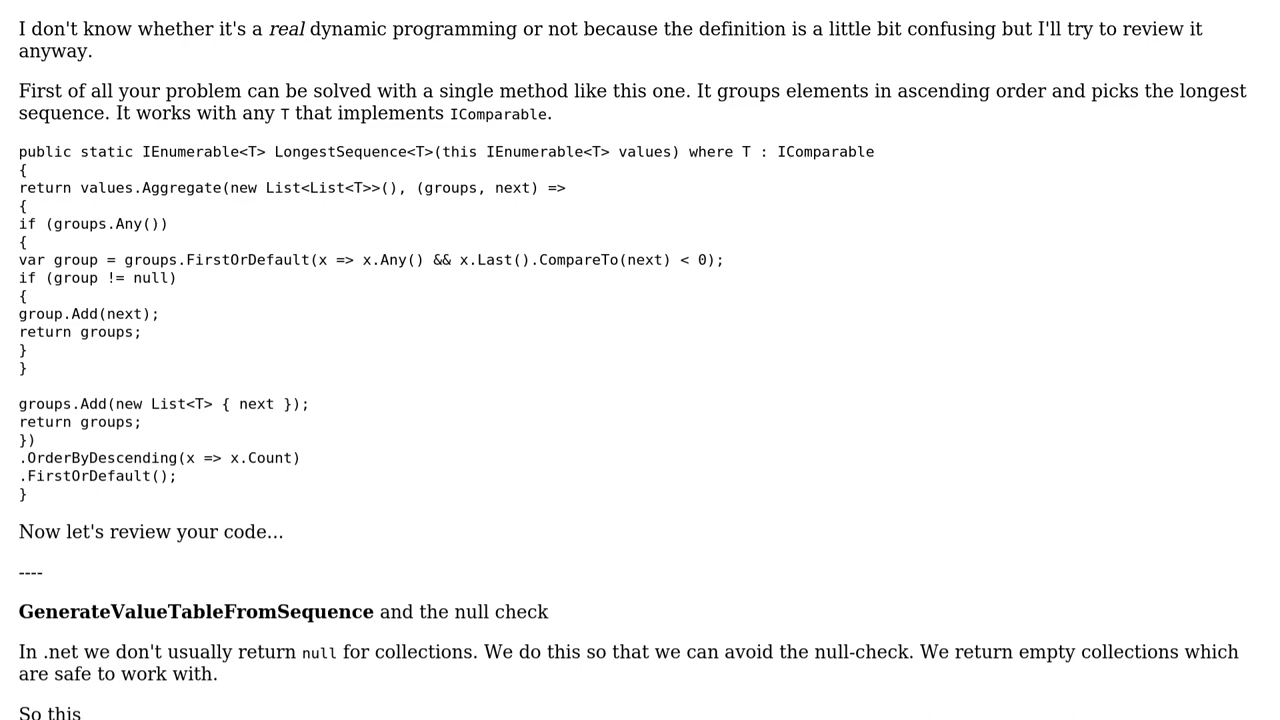 I don't know whether it's a real dynamic programming or not because the definition is a little bit confusing but I'll try to review it
anyway.
First of all your problem can be solved with a single method like this one. It groups elements in ascending order and picks the longest
sequence. It works with any T that implements IComparable.
public static IEnumerable<T> LongestSequence<T>(this IEnumerable<T> values) where T : IComparable
{
return values.Aggregate(new List<List<T>>(), (groups, next) =>
{
if (groups.Any())
{
var group = groups.FirstOrDefault(x => x.Any() && x.Last().CompareTo(next) < 0);
if (group != null)
{
group.Add(next);
return groups;
}
}
groups.Add(new List<T> { next });
return groups;
})
.OrderByDescending(x => x.Count)
.FirstOrDefault();
}
Now let's review your code...
----
GenerateValueTableFromSequence and the null check
In .net we don't usually return null for collections. We do this so that we can avoid the null-check. We return empty collections which
are safe to work with.
So this